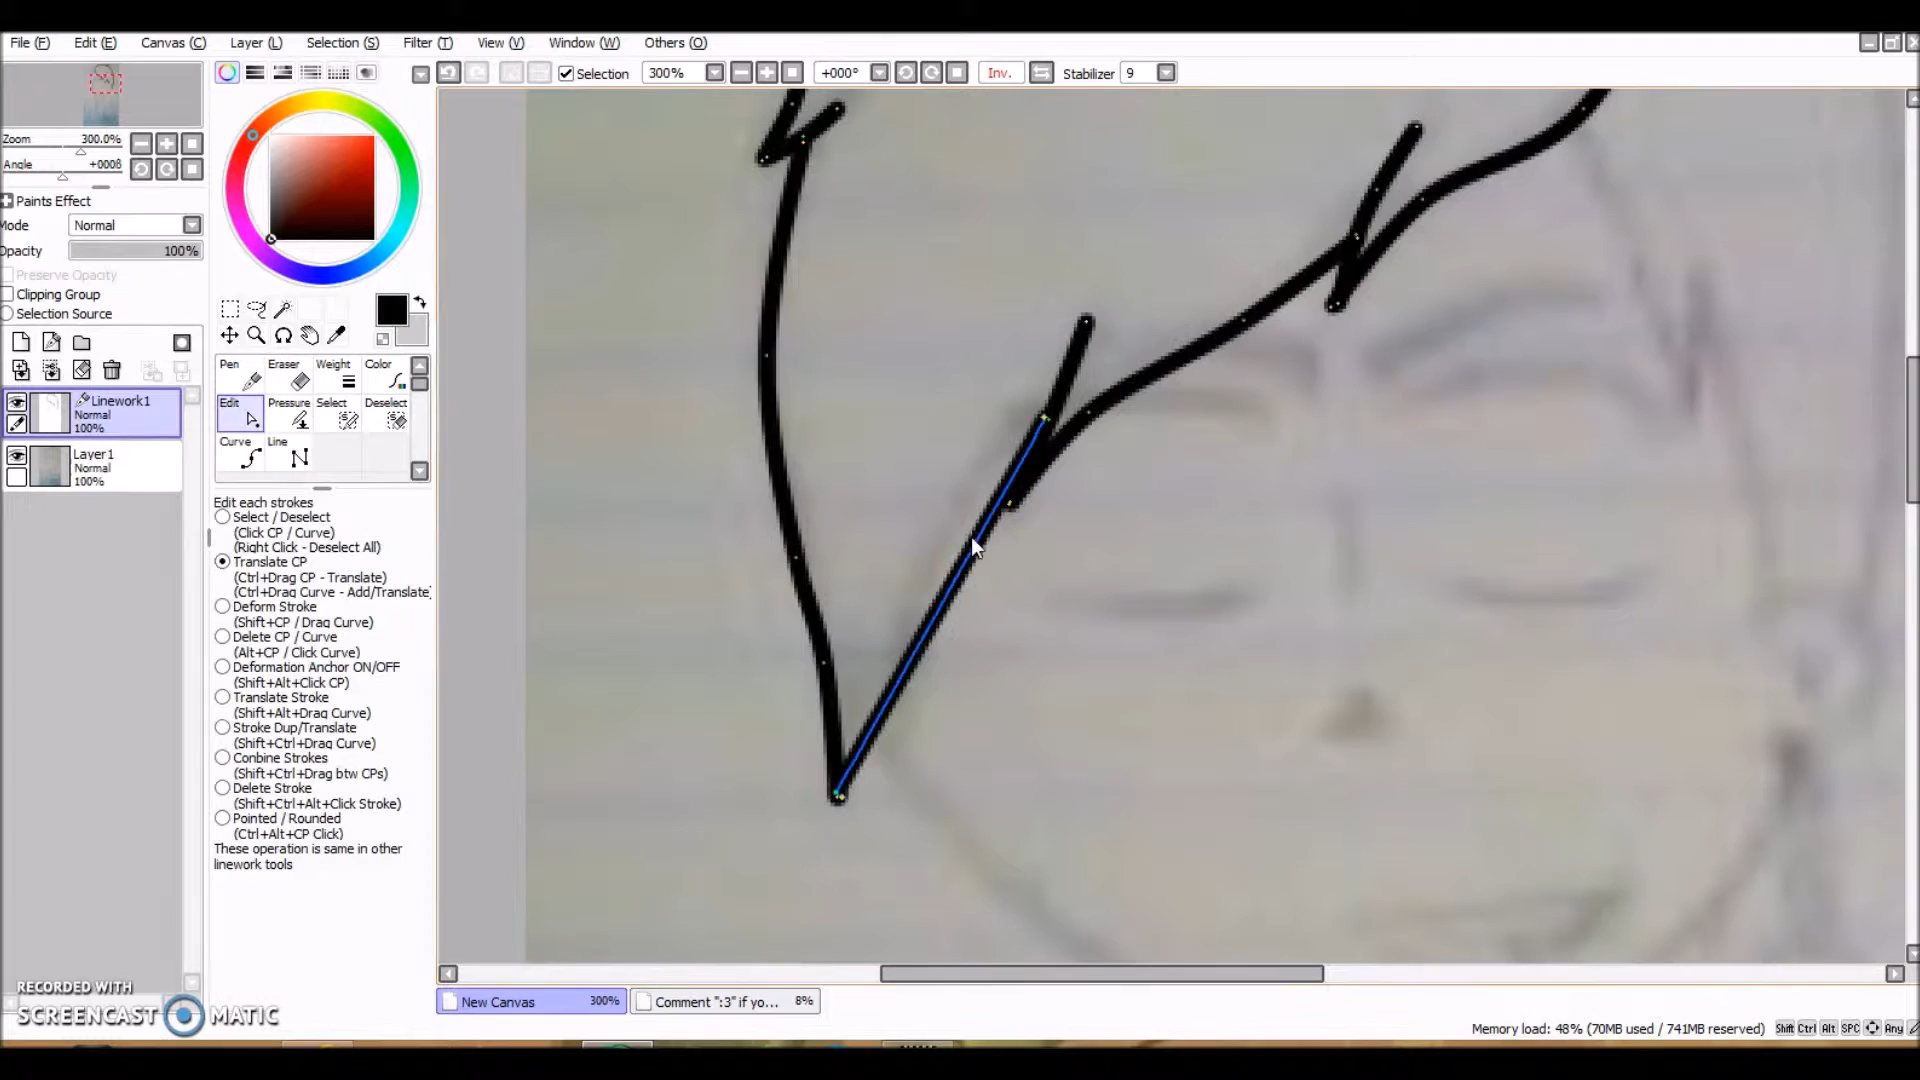 File (F) Edit (E) Canvas (C) Layer (L) Selection (S) Filter (T) View (V) Window (W) Others (O)
Selection 300% +000° Inv. Stabilizer 9
Zoom 300.0%
Angle
Paints Effect
Mode Normal
Opacity 100%
Preserve Opacity
Clipping Group
Selection Source
Linework1
Normal
100%
Layer1
Normal
100%
Pen Eraser Weight Color
Edit Pressure Select Deselect
Curve Line
Edit each strokes
Select / Deselect
(Click CP / Curve)
(Right Click - Deselect All)
Translate CP
(Ctrl+Drag CP - Translate)
(Ctrl+Drag Curve - Add/Translate)
Deform Stroke
(Shift+CP / Drag Curve)
Delete CP / Curve
(Alt+CP / Click Curve)
Deformation Anchor ON/OFF
(Shift+Alt+Click CP)
Translate Stroke
(Shift+Alt+Drag Curve)
Stroke Dup/Translate
(Shift+Ctrl+Drag Curve)
Conbine Strokes
(Shift+Ctrl+Drag btw CPs)
Delete Stroke
(Shift+Ctrl+Alt+Click Stroke)
Pointed / Rounded
(Ctrl+Alt+CP Click)
These operation is same in other
linework tools
New Canvas 300% Comment ":3" if yo... 8%
Memory load: 48% (70MB used / 741MB reserved) Shift Ctrl Alt SPC Any
RECORDED WITH
SCREENCAST MATIC